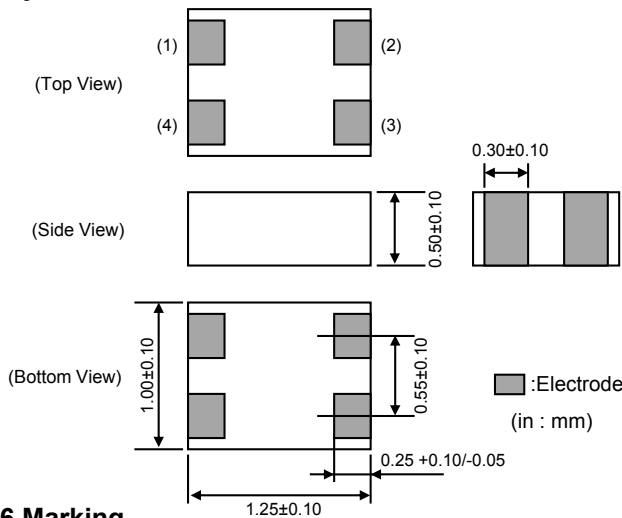 (1)
(2)
(Top View)
(4)
(3)
0.30±0.10
(Side View)
0.50±0.10
(Bottom View)
1.00±0.10
0.55±0.10
:Electrode
(in : mm)
0.25 +0.10/-0.05
1.25±0.10